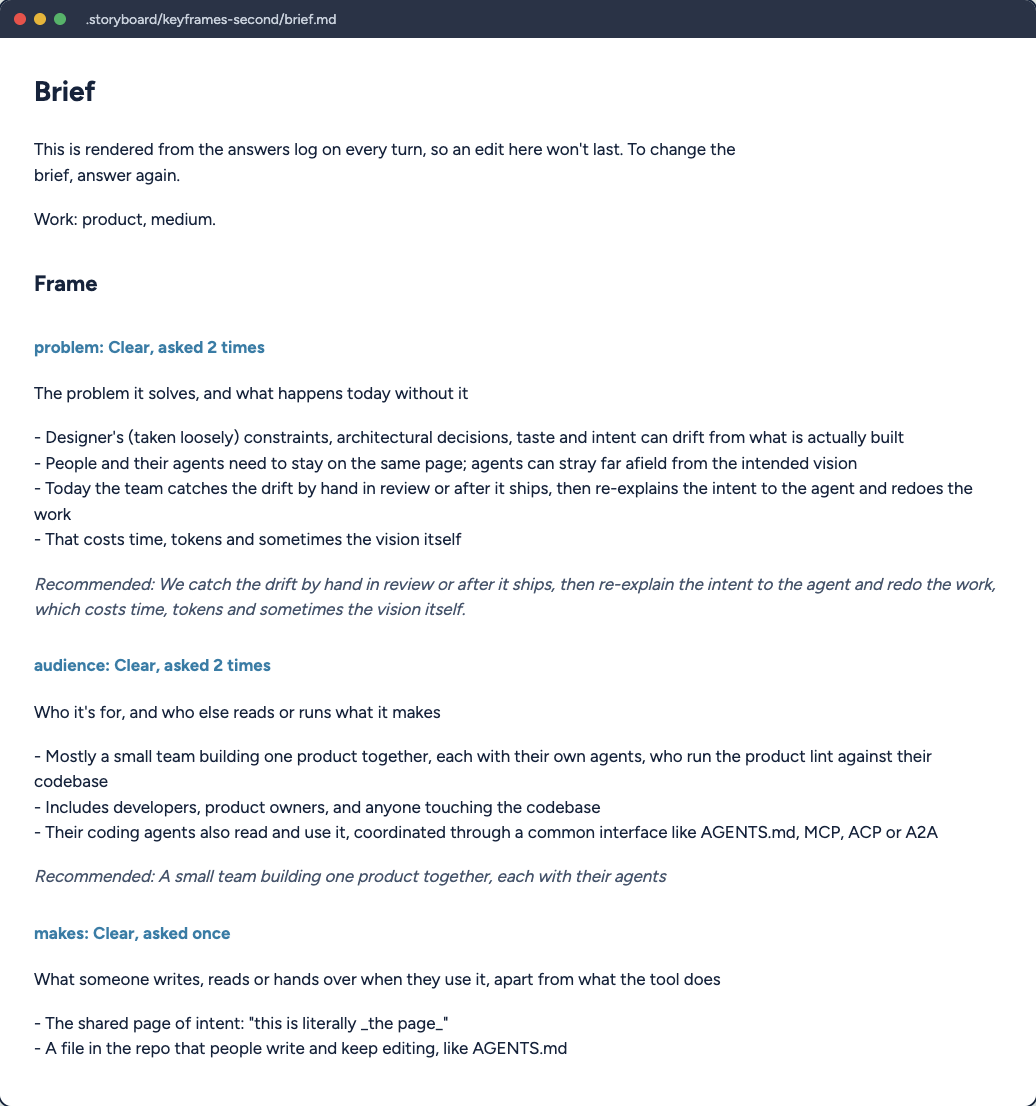 .storyboard/keyframes-second/brief.md
Brief
This is rendered from the answers log on every turn, so an edit here won't last. To change the
brief, answer again.
Work: product, medium.
Frame
problem: Clear, asked 2 times
The problem it solves, and what happens today without it
- Designer's (taken loosely) constraints, architectural decisions, taste and intent can drift from what is actually built
- People and their agents need to stay on the same page; agents can stray far afield from the intended vision
- Today the team catches the drift by hand in review or after it ships, then re-explains the intent to the agent and redoes the
work
- That costs time, tokens and sometimes the vision itself
Recommended: We catch the drift by hand in review or after it ships, then re-explain the intent to the agent and redo the work,
which costs time, tokens and sometimes the vision itself.
audience: Clear, asked 2 times
Who it's for, and who else reads or runs what it makes
- Mostly a small team building one product together, each with their own agents, who run the product lint against their
codebase
- Includes developers, product owners, and anyone touching the codebase
- Their coding agents also read and use it, coordinated through a common interface like AGENTS.md, MCP, ACP or A2A
Recommended: A small team building one product together, each with their agents
makes: Clear, asked once
What someone writes, reads or hands over when they use it, apart from what the tool does
- The shared page of intent: "this is literally _the page_"
- A file in the repo that people write and keep editing, like AGENTS.md